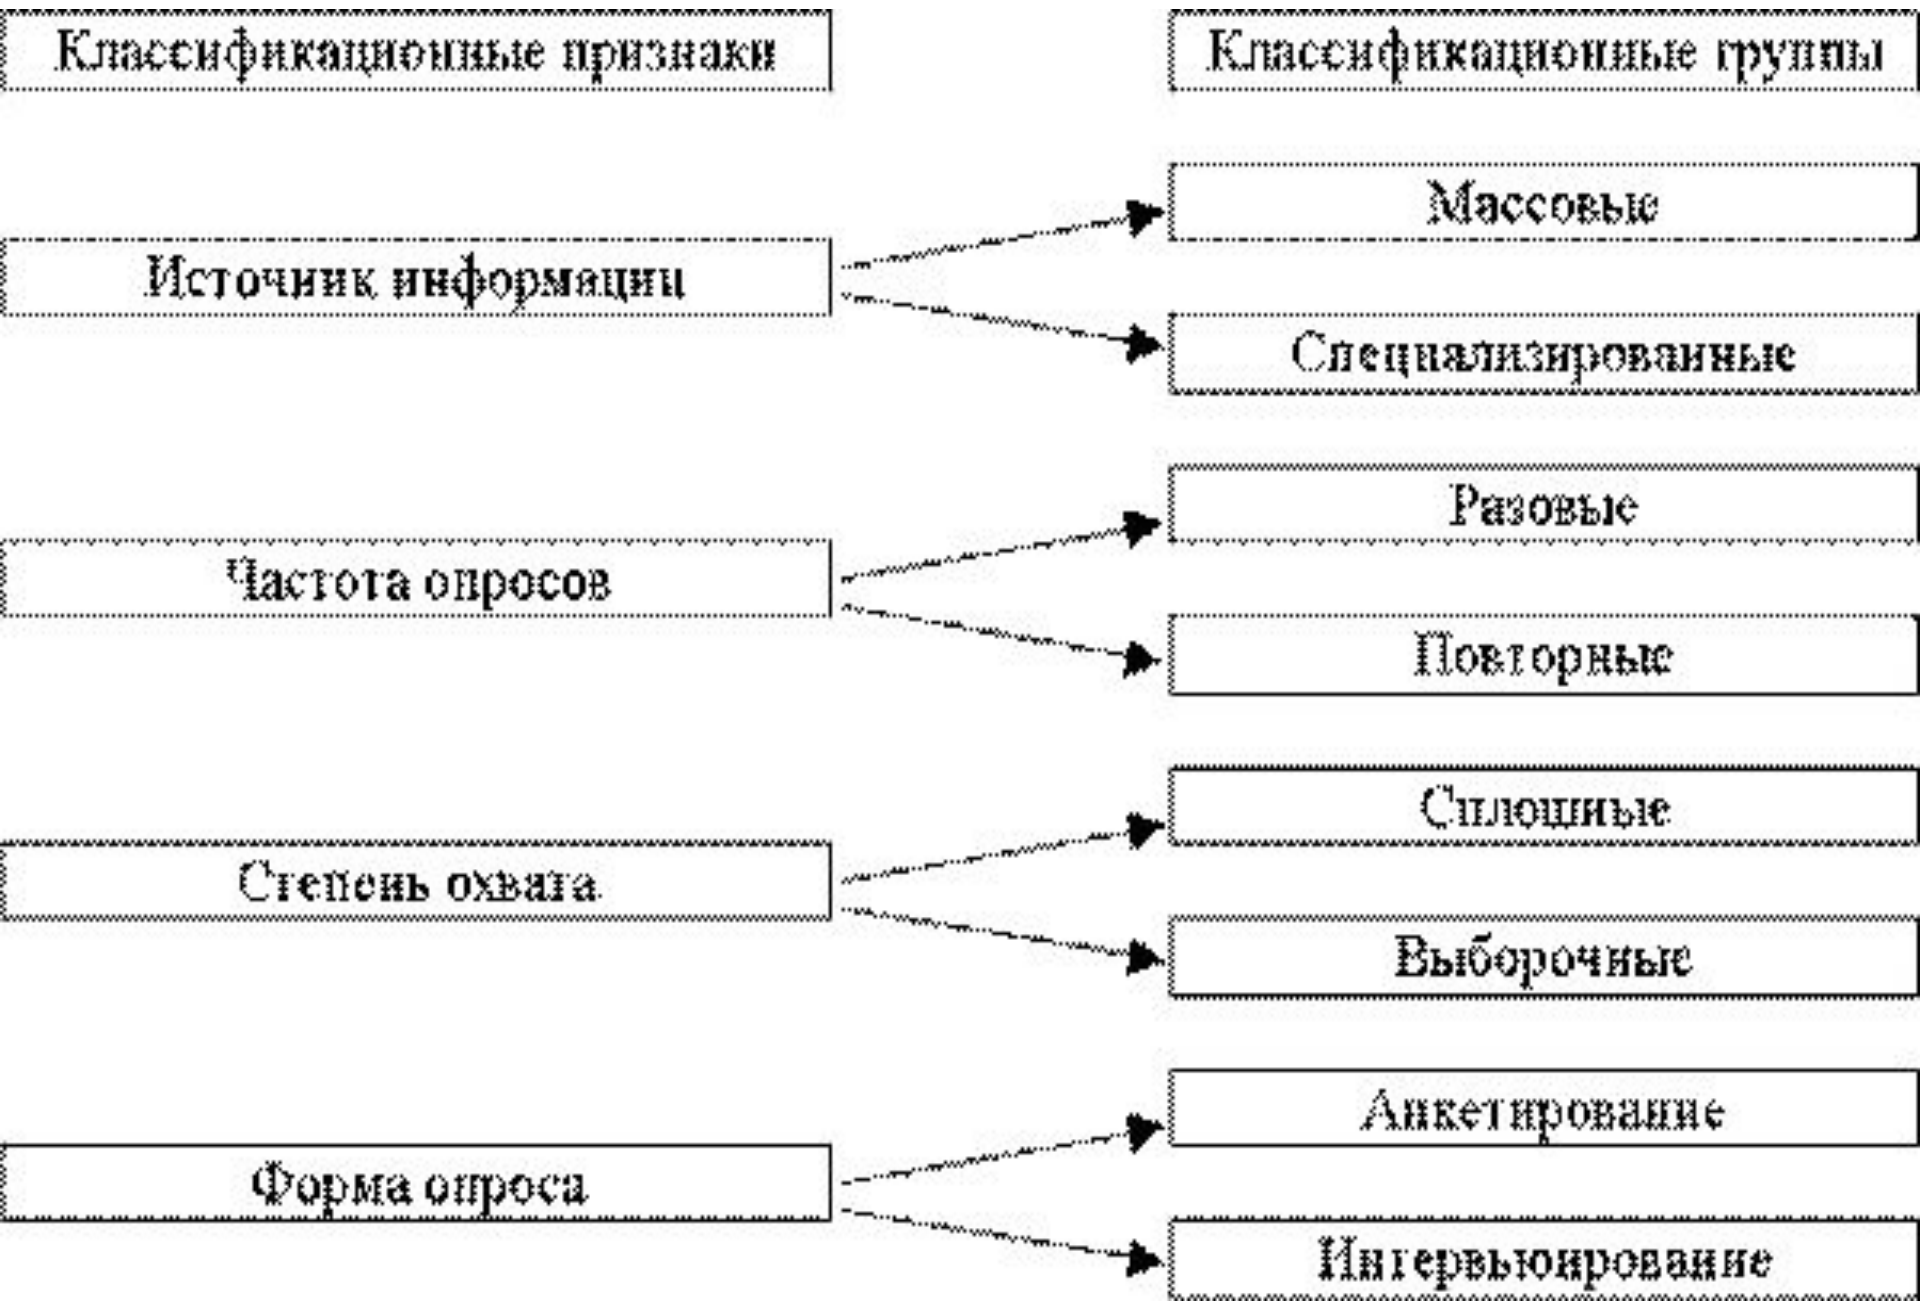 Классификационные признаки
Классификационные группы
Источник информации
Массовые
Специализированные
Частота опросов
Разовые
Повторные
Степень охвата
Сплошные
Выборочные
Форма опроса
Анкетирование
Интервьюирование